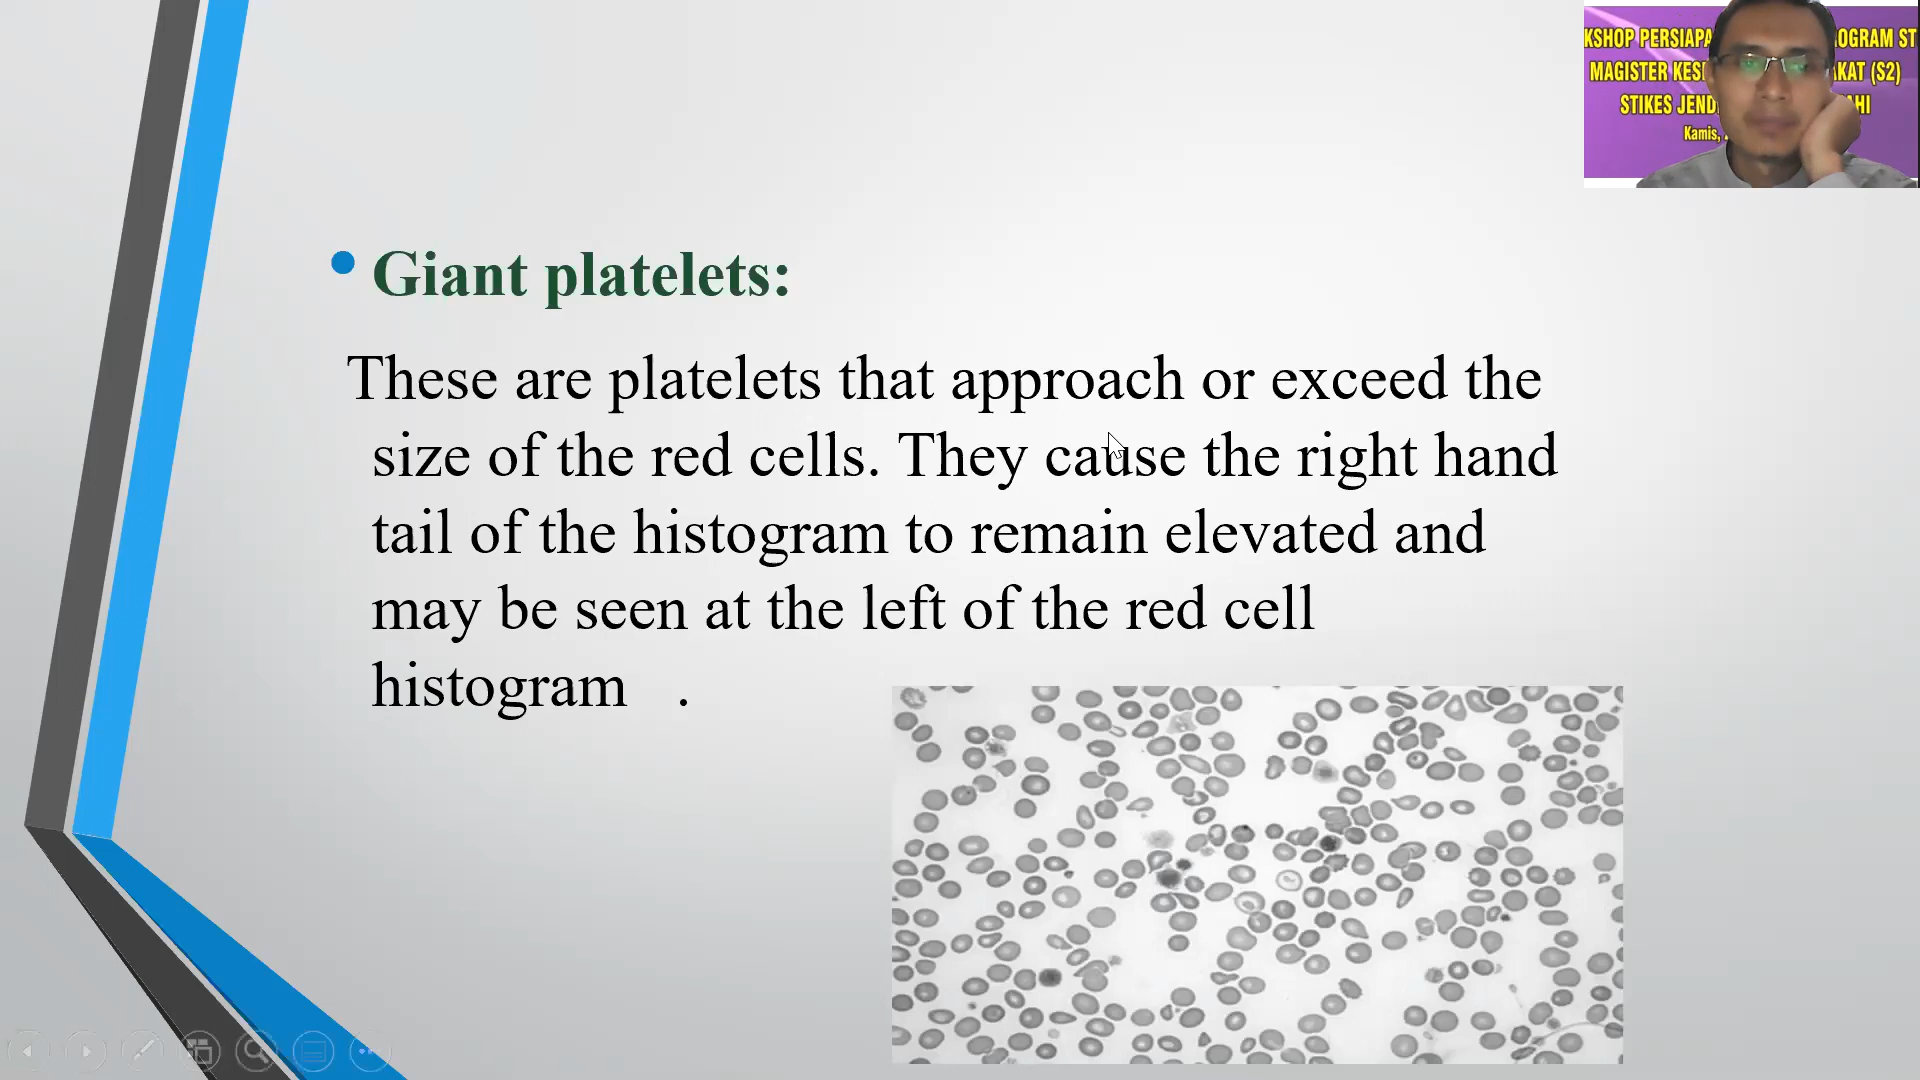 KSHOP PERSIAPA OGRAM ST
MAGISTER KES AKAT (S2)
STIKES JEND AHI
Kamis,
Giant platelets:
These are platelets that approach or exceed the
size of the red cells. They cause the right hand
tail of the histogram to remain elevated and
may be seen at the left of the red cell
histogram .